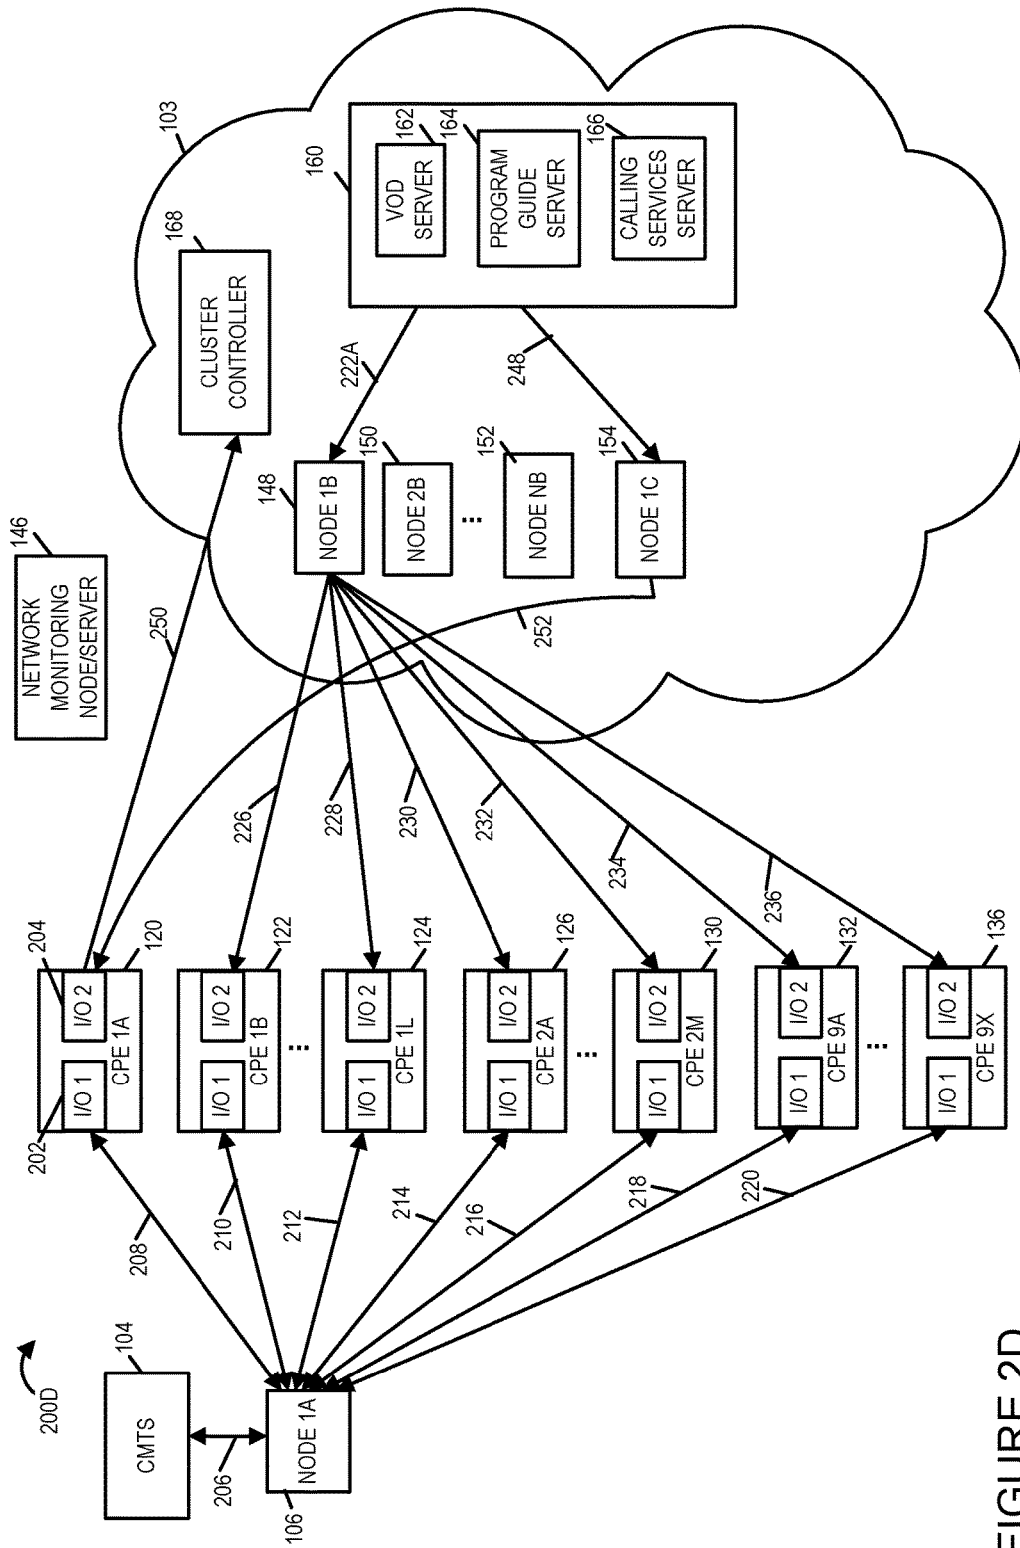 200D
CMTS
104
206
NODE 1A
106
208
210
212
214
216
218
220
202
204
I/O 1
I/O 2
CPE 1A
120
I/O 1
I/O 2
CPE 1B
122
...
I/O 1
I/O 2
CPE 1L
124
I/O 1
I/O 2
CPE 2A
126
...
I/O 1
I/O 2
CPE 2M
130
I/O 1
I/O 2
CPE 9A
132
...
I/O 1
I/O 2
CPE 9X
136
226
228
230
232
234
236
250
252
NETWORK
MONITORING
NODE/SERVER
146
NODE 1B
148
NODE 2B
150
...
NODE NB
152
NODE 1C
154
222A
248
CLUSTER
CONTROLLER
168
103
160
VOD
SERVER
162
PROGRAM
GUIDE
SERVER
164
CALLING
SERVICES
SERVER
166
FIGURE 2D